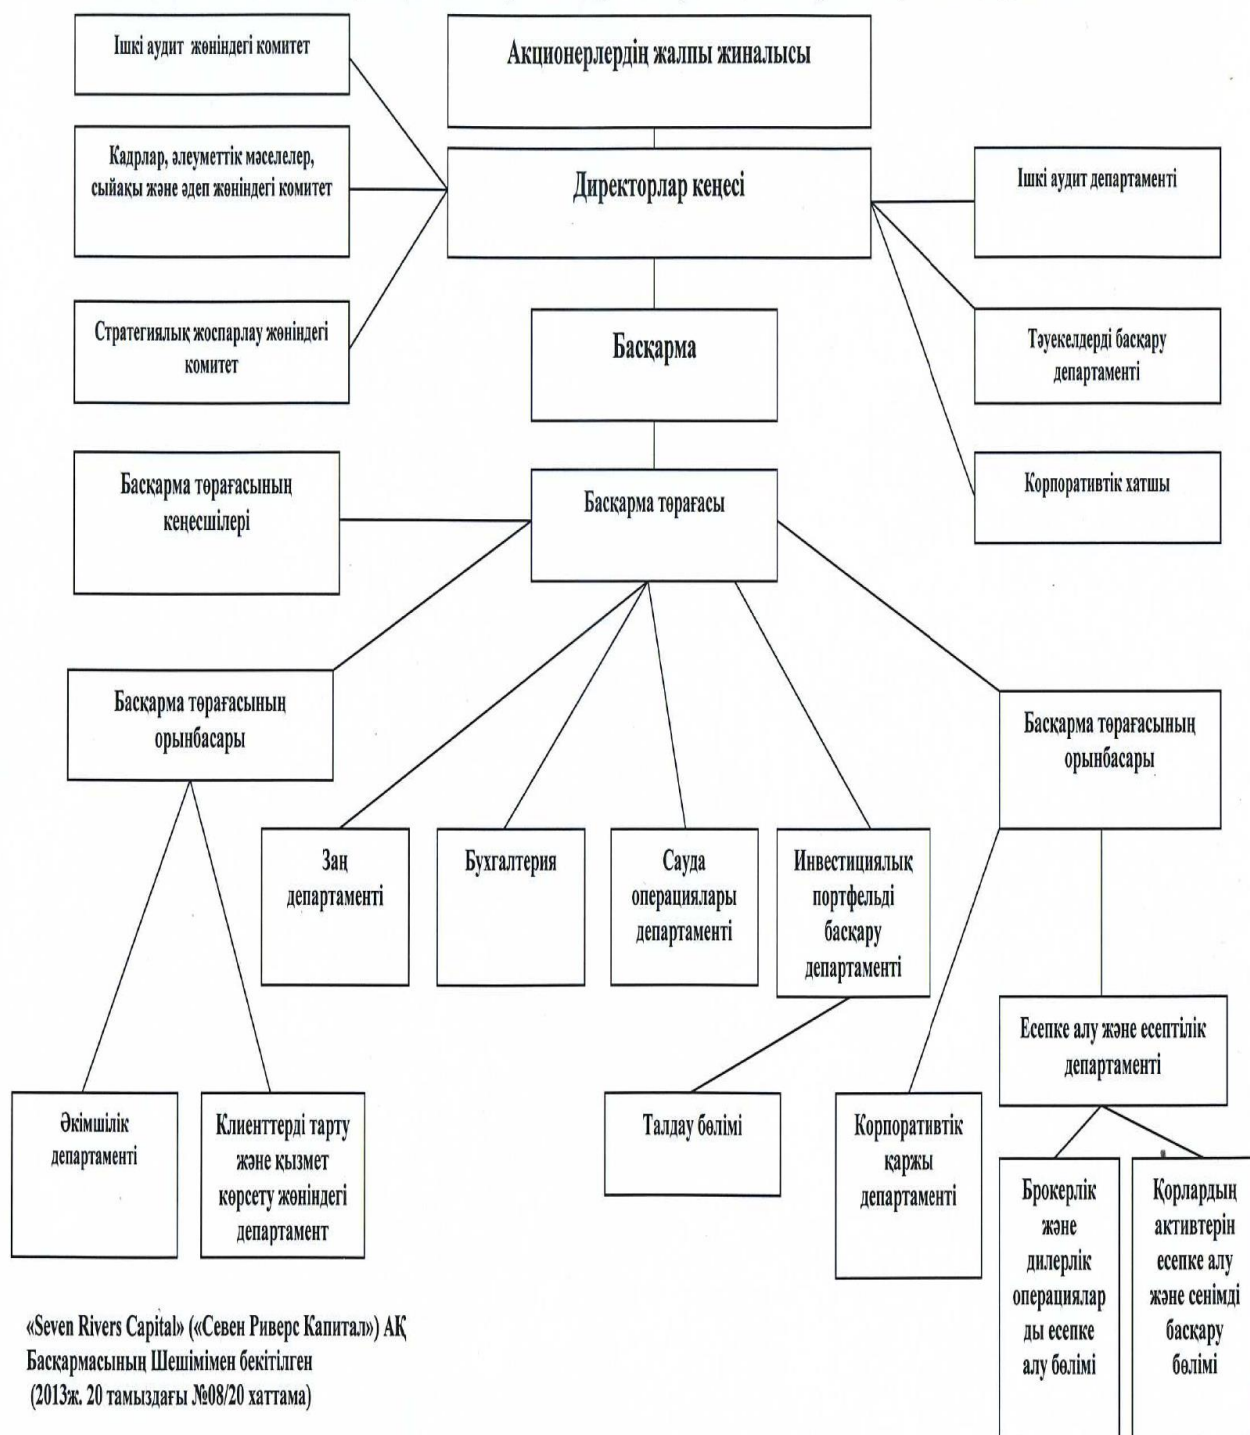 Ішкі аудит жөніндегі комитет
Акционерлердің жалпы жиналысы
Кадрлар, әлеуметтік мәселелер,
сыйақы және әдеп жөніндегі комитет
Директорлар кеңесі
Ішкі аудит департаменті
Стратегиялық жоспарлау жөніндегі
комитет
Басқарма
Тәуекелдерді басқару
департаменті
Басқарма төрағасының
кеңесшілері
Басқарма төрағасы
Корпоративтік хатшы
Басқарма төрағасының
орынбасары
Басқарма төрағасының
орынбасары
Заң
департаменті
Бухгалтерия
Сауда
операциялары
департаменті
Инвестициялық
портфельді
басқару
департаменті
Есепке алу және есептілік
департаменті
Әкімшілік
департаменті
Клиенттерді тарту
және қызмет
көрсету жөніндегі
департамент
Талдау бөлімі
Корпоративтік
қаржы
департаменті
Брокерлік
және
дилерлік
операциялар
ды есепке
алу бөлімі
Қорлардың
активтерін
есепке алу
және сенімді
басқару
бөлімі
«Seven Rivers Capital» («Севен Риверс Капитал») АҚ
Басқармасының Шешімімен бекітілген
(2013ж. 20 тамыздағы №08/20 хаттама)